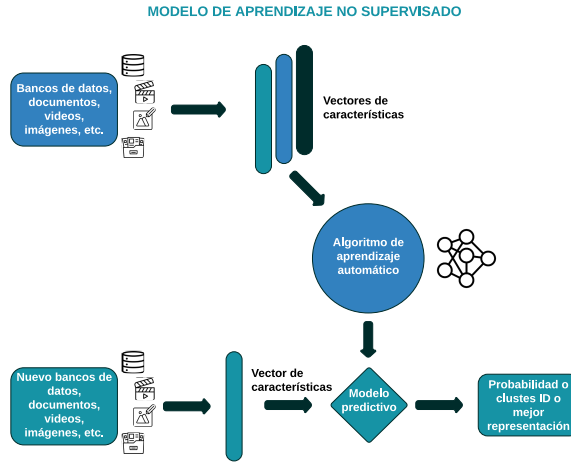 MODELO DE APRENDIZAJE NO SUPERVISADO
Bancos de datos,
documentos,
videos,
imágenes, etc.
Vectores de
características
Algoritmo de
aprendizaje
automático
Nuevo bancos de
datos,
documentos,
videos,
imágenes, etc.
Vector de
características
Modelo
predictivo
Probabilidad o
clustes ID o
mejor
representación